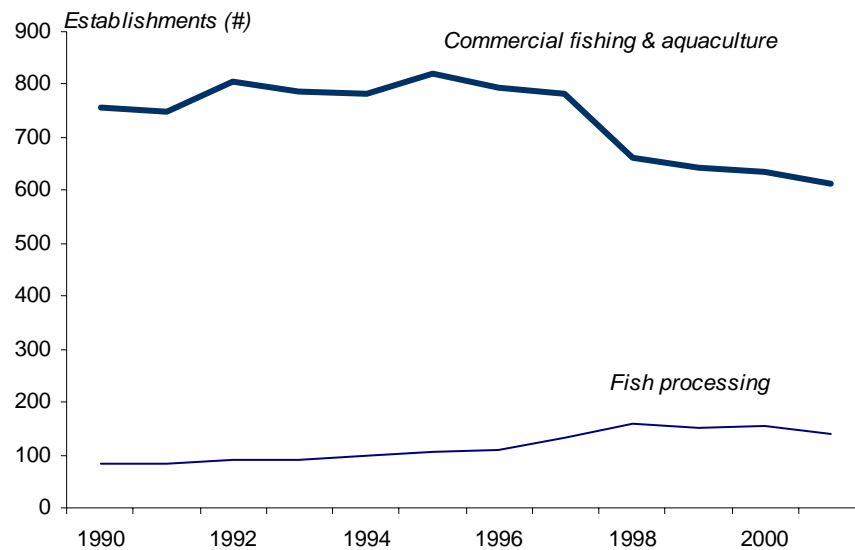 Establishments (#)
Commercial fishing & aquaculture
900
800
700
600
500
400
300
200
100
0
Fish processing
1990 1992 1994 1996 1998 2000